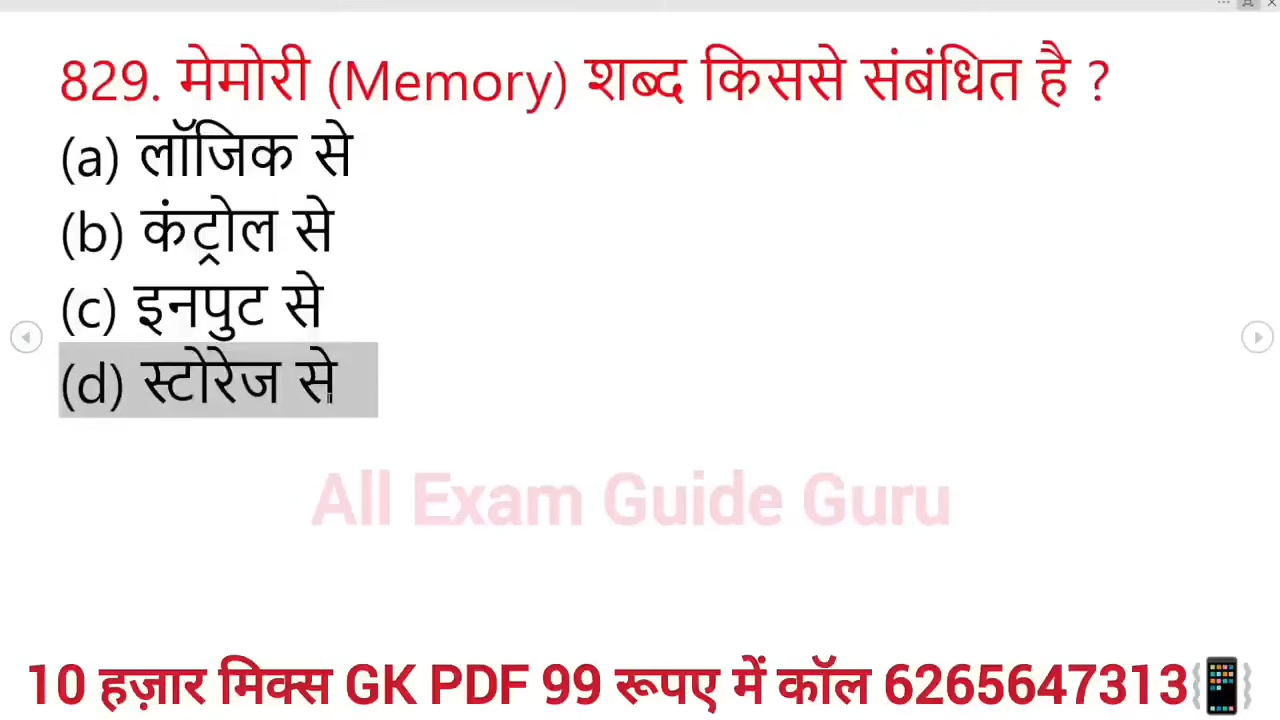 829. मेमोरी (Memory) शब्द किससे संबंधित है ?
(a) लॉजिक से
(b) कंट्रोल से
(c) इनपुट से
(d) स्टोरेज से
All Exam Guide Guru
10 हज़ार मिक्स GK PDF 99 रूपए में कॉल 6265647313